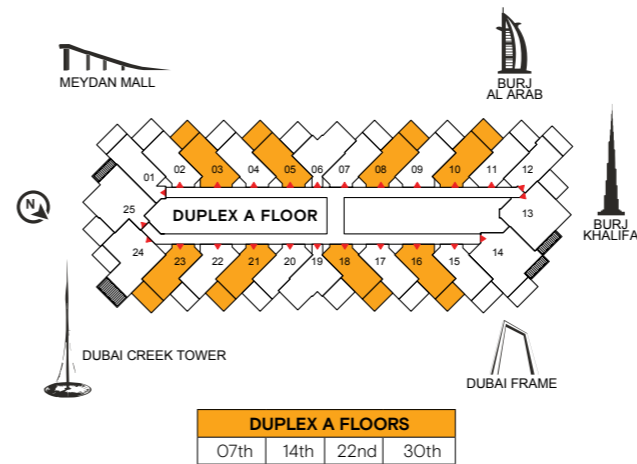 MEYDAN MALL
BURJ
AL ARAB
BURJ
KHALIFA
N
01 02 03 04 05 06 07 08 09 10 11 12
25 DUPLEX A FLOOR 13
24 23 22 21 20 19 18 17 16 15 14
DUBAI CREEK TOWER
DUBAI FRAME
DUPLEX A FLOORS
07th 14th 22nd 30th